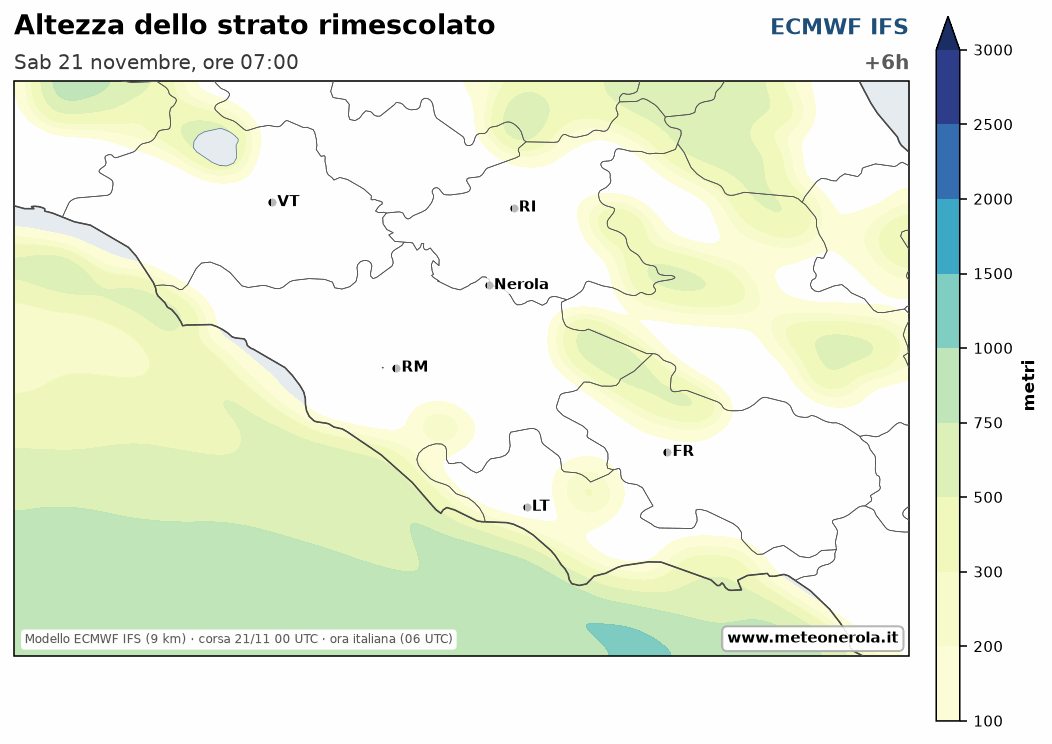 Altezza dello strato rimescolato
ECMWF IFS
Sab 21 novembre, ore 07:00
+6h
3000
2500
2000
1500
1000
750
500
300
200
100
metri
VT
RI
Nerola
RM
FR
LT
Modello ECMWF IFS (9 km) · corsa 21/11 00 UTC · ora italiana (06 UTC)
www.meteonerola.it